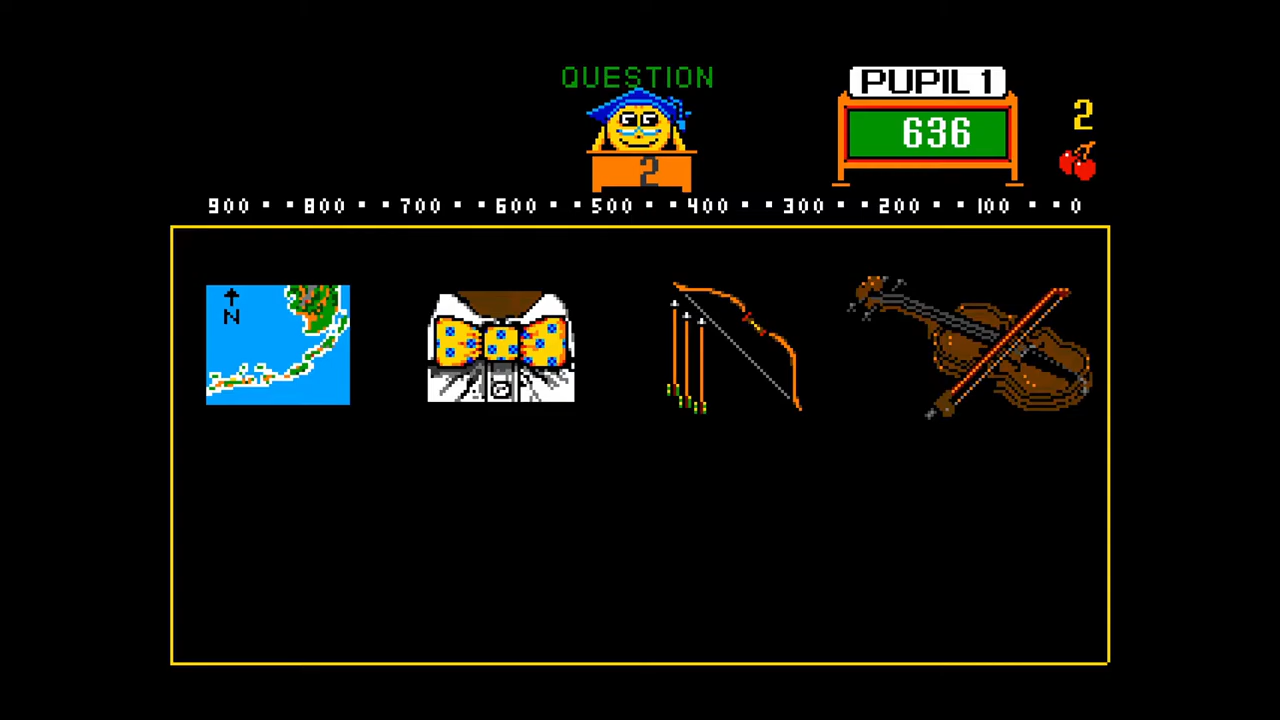 QUESTION
PUPIL 1
636
2
2
900 · · 800 · · 700 · · 600 · · 500 · · 400 · · 300 · · 200 · · 100 · · 0
N